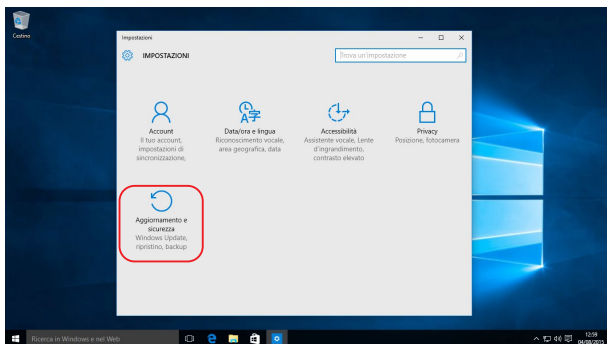 Cestino
Impostazioni
IMPOSTAZIONI
Trova un'impostazione
Account
Il tuo account,
impostazioni di
sincronizzazione,
Data/ora e lingua
Riconoscimento vocale,
area geografica, data
Accessibilità
Assistente vocale, Lente
d'ingrandimento,
contrasto elevato
Privacy
Posizione, fotocamera
Aggiornamento e
sicurezza
Windows Update,
ripristino, backup
Ricerca in Windows e nel Web
12:59
04/08/2015